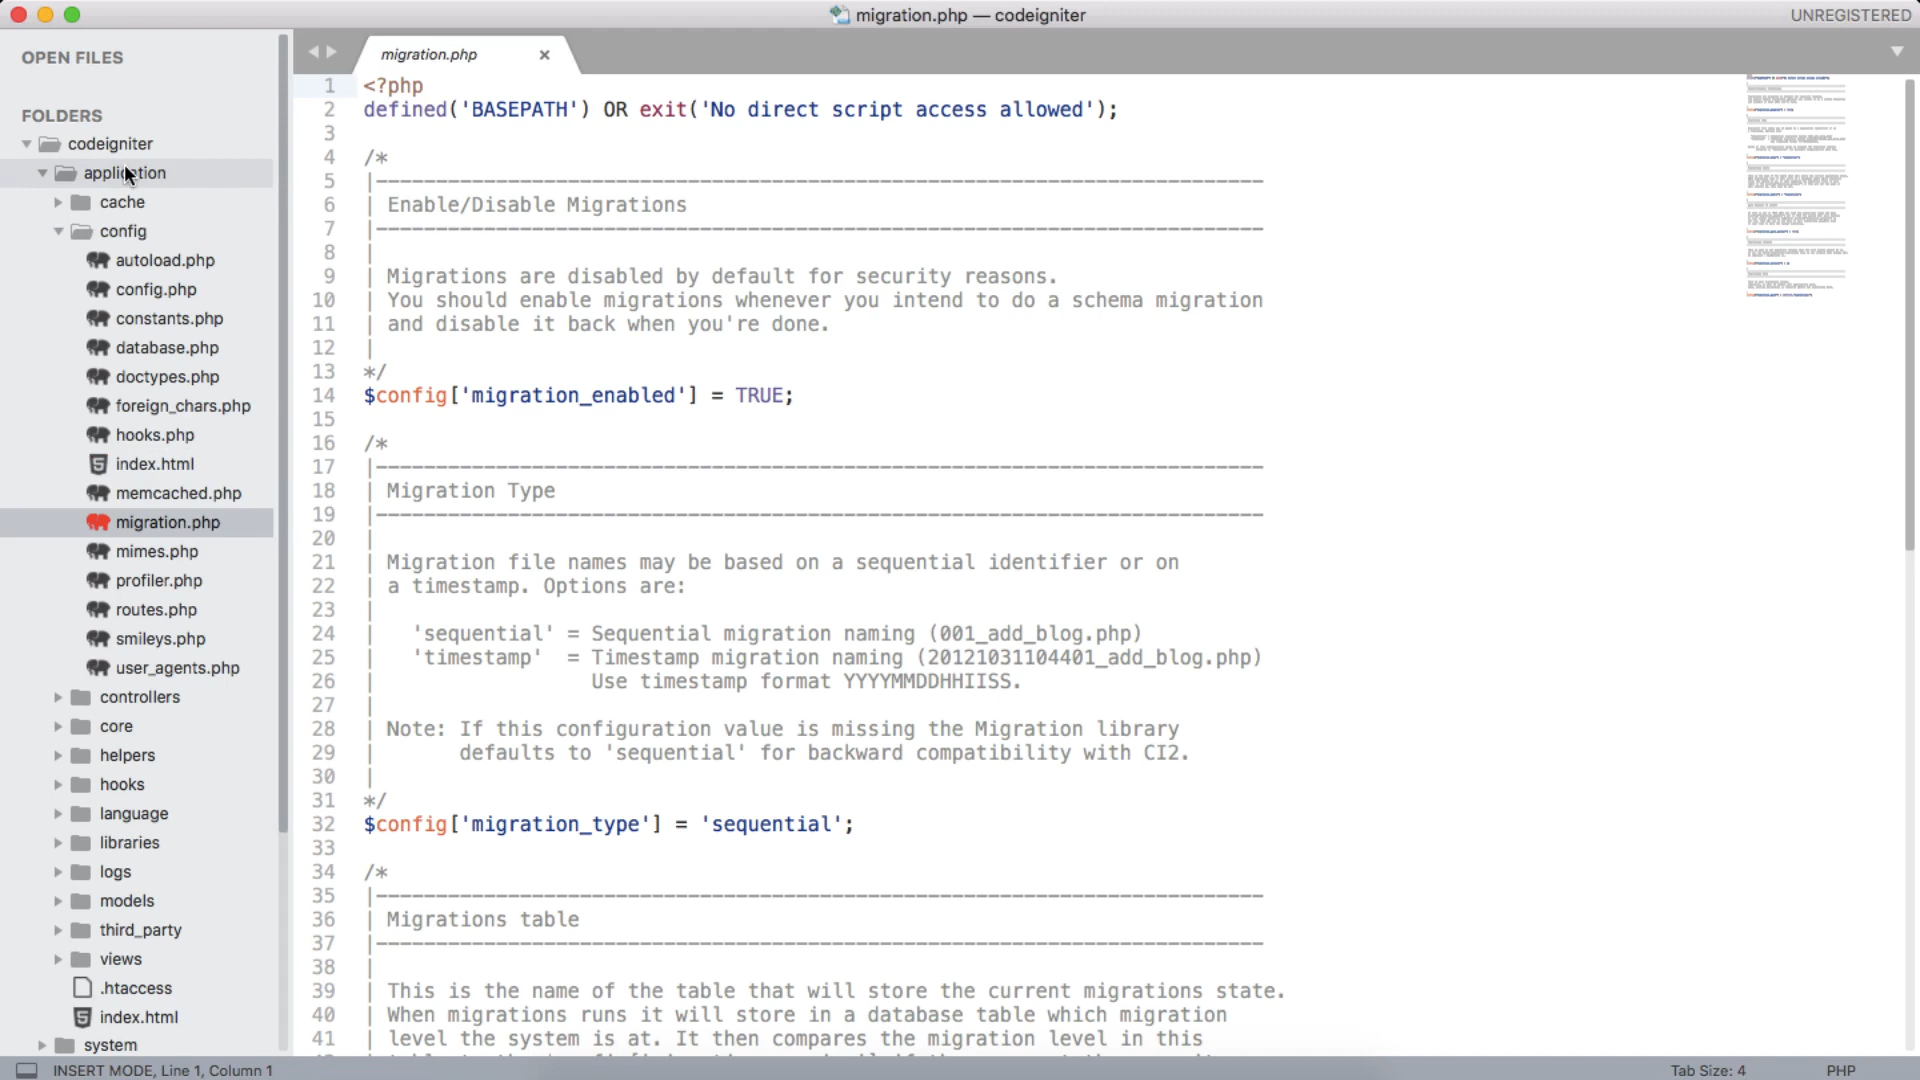 migration.php — codeigniter
UNREGISTERED
OPEN FILES
FOLDERS
codeigniter
application
cache
config
autoload.php
config.php
constants.php
database.php
doctypes.php
foreign_chars.php
hooks.php
index.html
memcached.php
migration.php
mimes.php
profiler.php
routes.php
smileys.php
user_agents.php
controllers
core
helpers
hooks
language
libraries
logs
models
third_party
views
.htaccess
index.html
system
migration.php
1 <?php
2 defined('BASEPATH') OR exit('No direct script access allowed');
3
4 /*
5 |--------------------------------------------------------------------------
6 | Enable/Disable Migrations
7 |--------------------------------------------------------------------------
8 |
9 | Migrations are disabled by default for security reasons.
10 | You should enable migrations whenever you intend to do a schema migration
11 | and disable it back when you're done.
12 |
13 */
14 $config['migration_enabled'] = TRUE;
15
16 /*
17 |--------------------------------------------------------------------------
18 | Migration Type
19 |--------------------------------------------------------------------------
20 |
21 | Migration file names may be based on a sequential identifier or on
22 | a timestamp. Options are:
23 |
24 |   'sequential' = Sequential migration naming (001_add_blog.php)
25 |   'timestamp'  = Timestamp migration naming (20121031104401_add_blog.php)
26 |                  Use timestamp format YYYYMMDDHHIISS.
27 |
28 | Note: If this configuration value is missing the Migration library
29 |       defaults to 'sequential' for backward compatibility with CI2.
30 |
31 */
32 $config['migration_type'] = 'sequential';
33
34 /*
35 |--------------------------------------------------------------------------
36 | Migrations table
37 |--------------------------------------------------------------------------
38 |
39 | This is the name of the table that will store the current migrations state.
40 | When migrations runs it will store in a database table which migration
41 | level the system is at. It then compares the migration level in this
INSERT MODE, Line 1, Column 1
Tab Size: 4
PHP